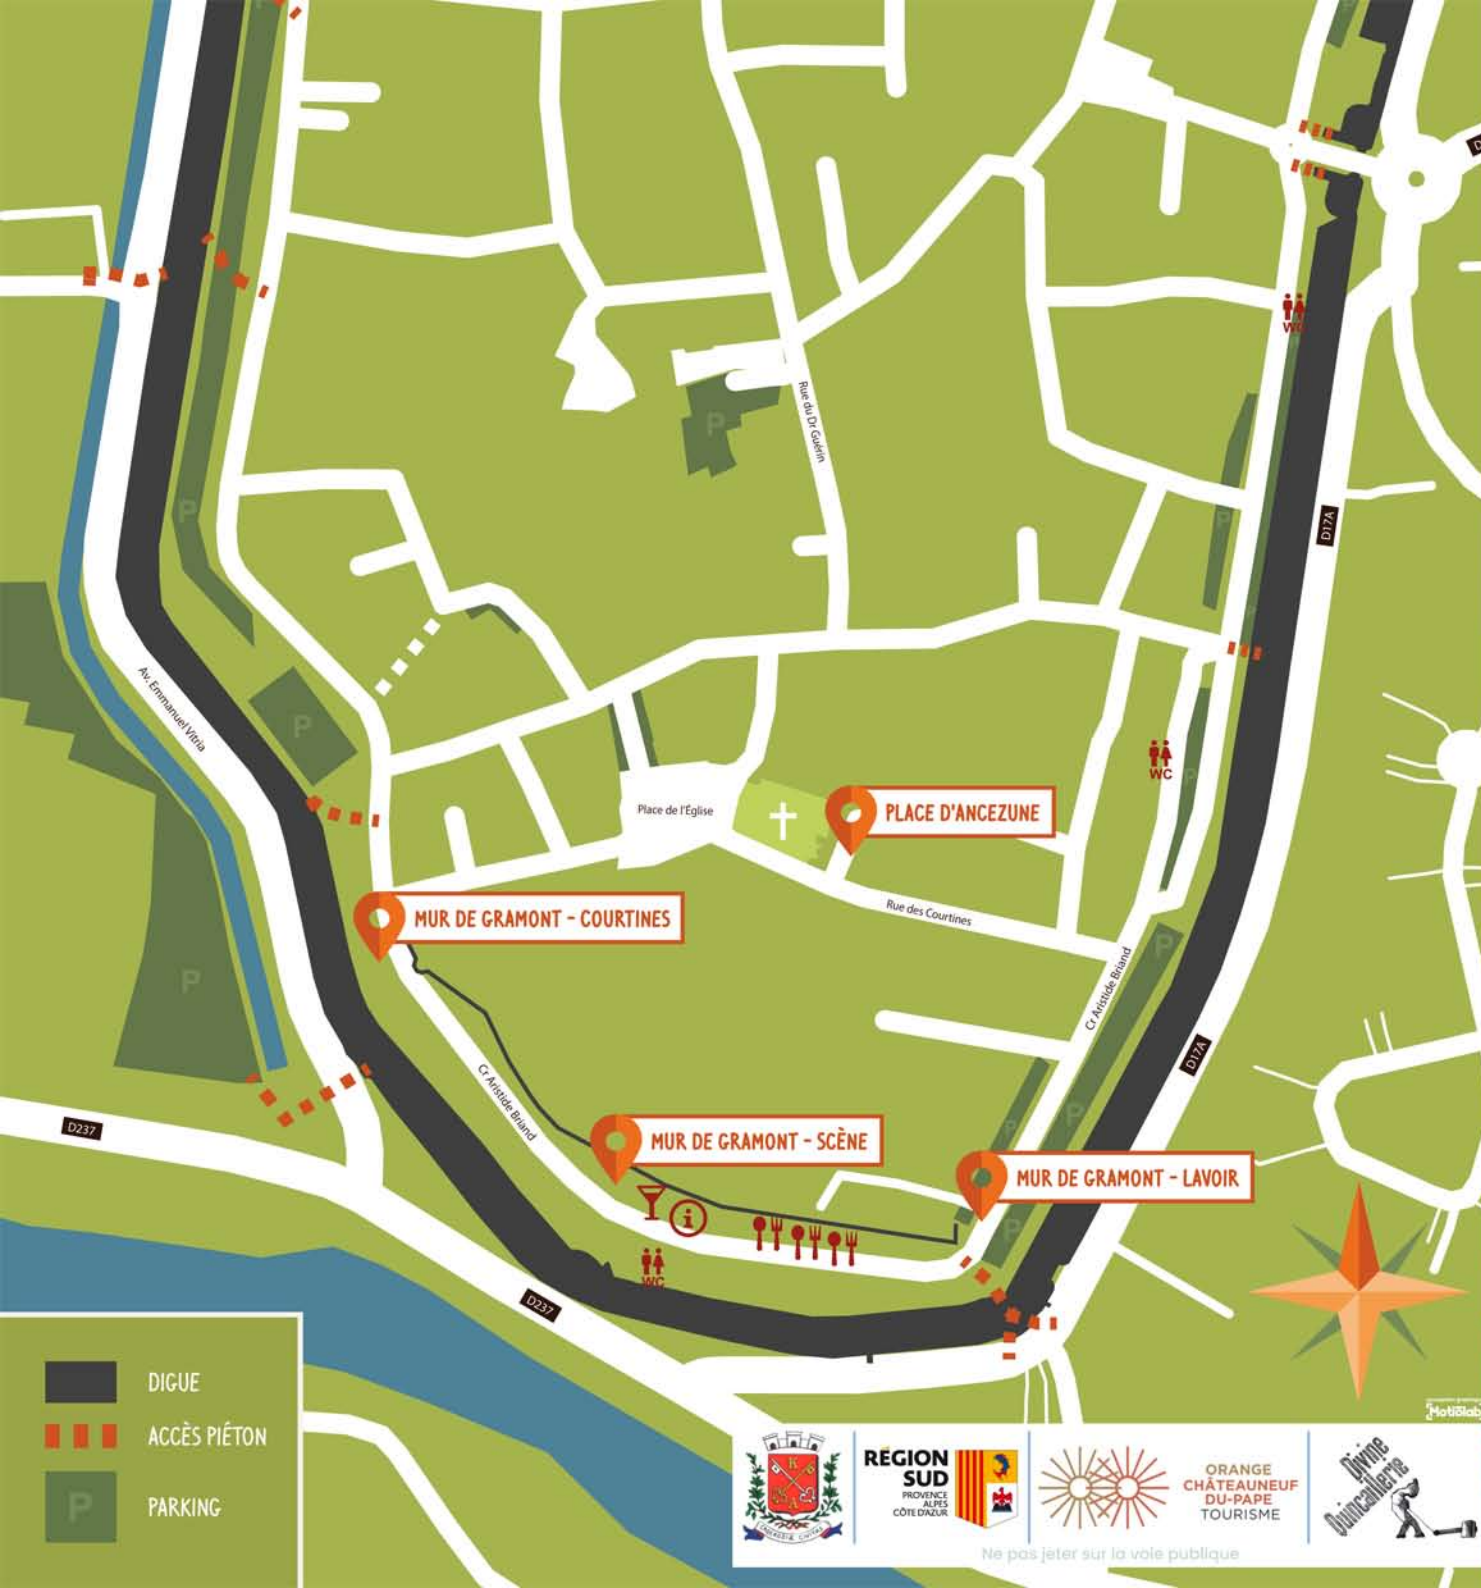 P
P
WC
Rue du Dr Guérin
P
P
P
D17A
P
Av. Emmanuel Vitria
P
WC
P
Place de l'Église
PLACE D'ANCEZUNE
MUR DE GRAMONT - COURTINES
Rue des Courtines
P
P
Cr Aristide Briand
D17A
Cr Aristide Briand
D237
P
P
MUR DE GRAMONT - SCÈNE
MUR DE GRAMONT - LAVOIR
i
P
WC
D237
DIGUE
ACCÈS PIÉTON
P
PARKING
Motiolab
K
A
RÉGION
SUD
PROVENCE
ALPES
CÔTE D'AZUR
ORANGE
CHÂTEAUNEUF
DU-PAPE
TOURISME
Divine
Quincaillerie
Ne pas jeter sur la voie publique